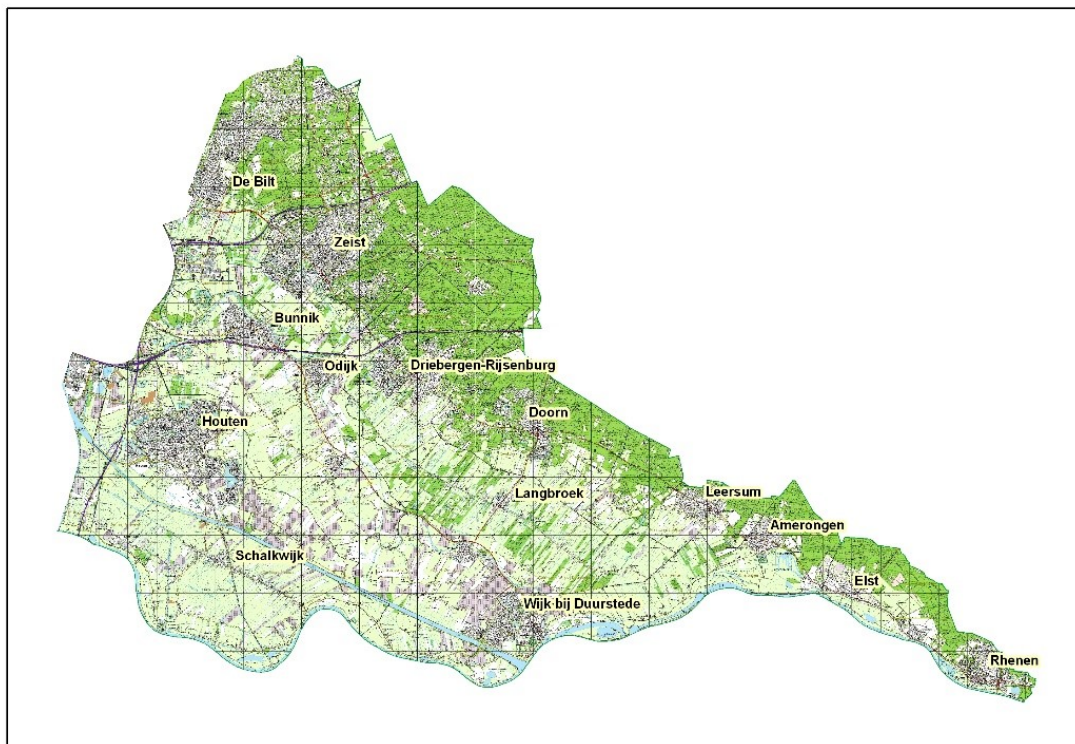 De Bilt
Zeist
Bunnik
Odijk
Driebergen-Rijsenburg
Doorn
Houten
Langbroek
Leersum
Amerongen
Schalkwijk
Elst
Wijk bij Duurstede
Rhenen